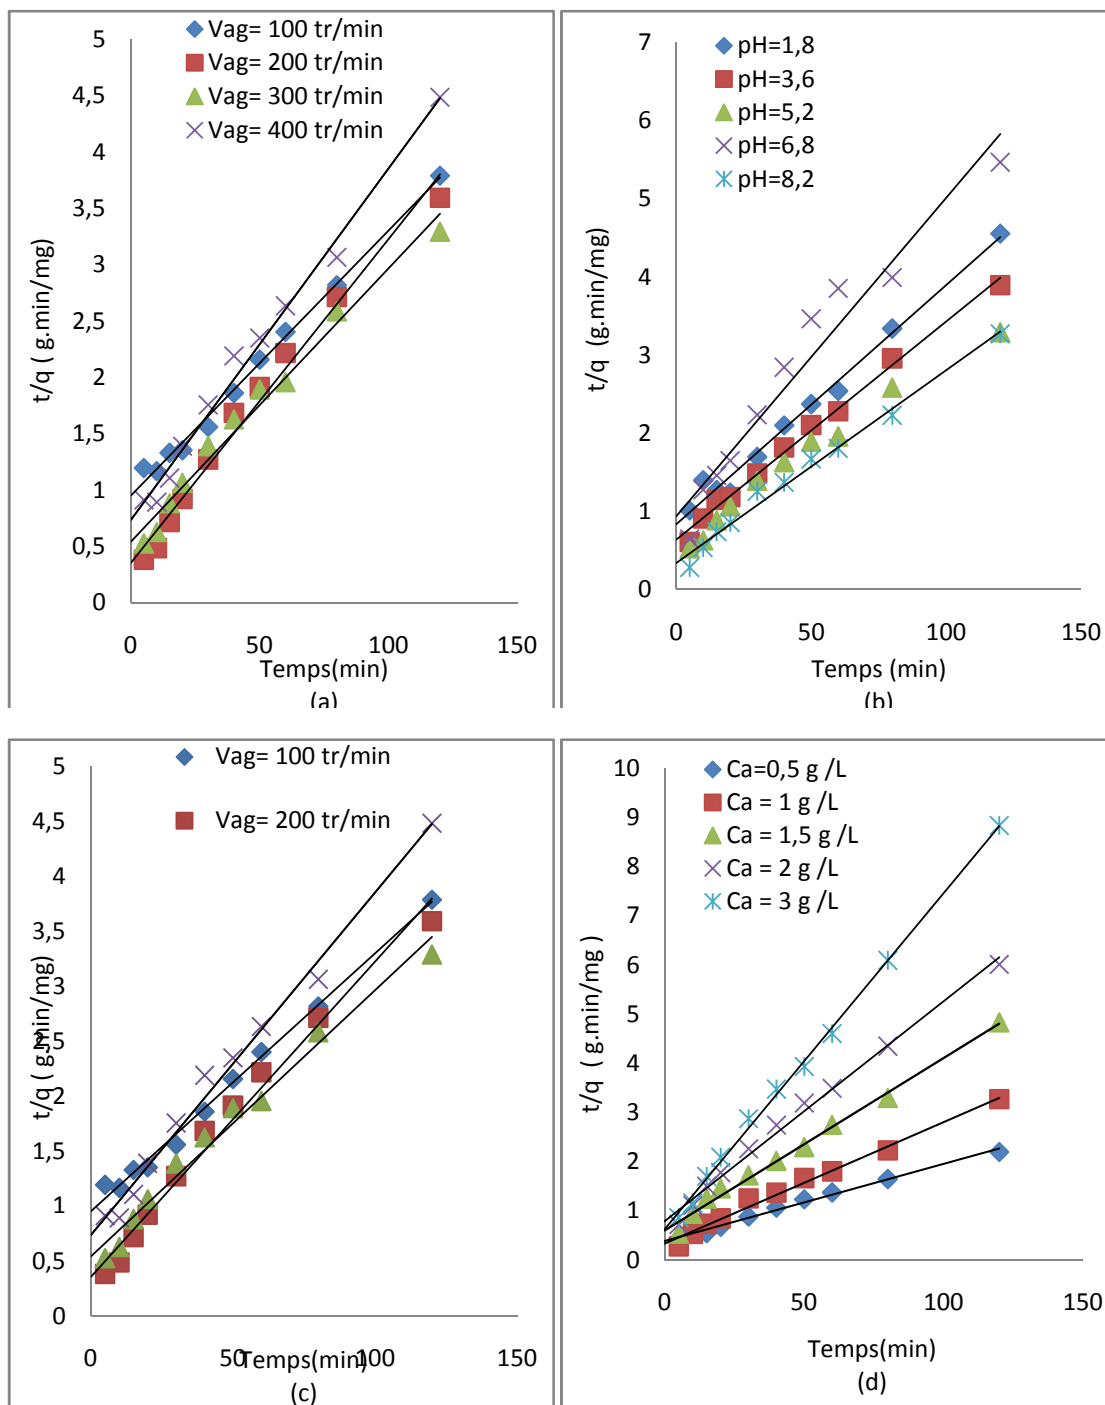 Vag= 100 tr/min
Vag= 200 tr/min
Vag= 300 tr/min
Vag= 400 tr/min
5
4,5
4
3,5
3
2,5
2
1,5
1
0,5
0
t/q ( g.min/mg)
0 50 100 150
Temps(min)
(a)
pH=1,8
pH=3,6
pH=5,2
pH=6,8
pH=8,2
7
6
5
4
3
2
1
0
t/q (g.min/mg)
0 50 100 150
Temps (min)
(b)
Vag= 100 tr/min
Vag= 200 tr/min
5
4,5
4
3,5
3
2,5
2
1,5
1
0,5
0
t/q ( g.min/mg)
0 50 100 150
Temps(min)
(c)
Ca=0,5 g /L
Ca = 1 g /L
Ca = 1,5 g /L
Ca = 2 g /L
Ca = 3 g /L
10
9
8
7
6
5
4
3
2
1
0
t/q ( g.min/mg )
0 50 100 150
Temps(min)
(d)